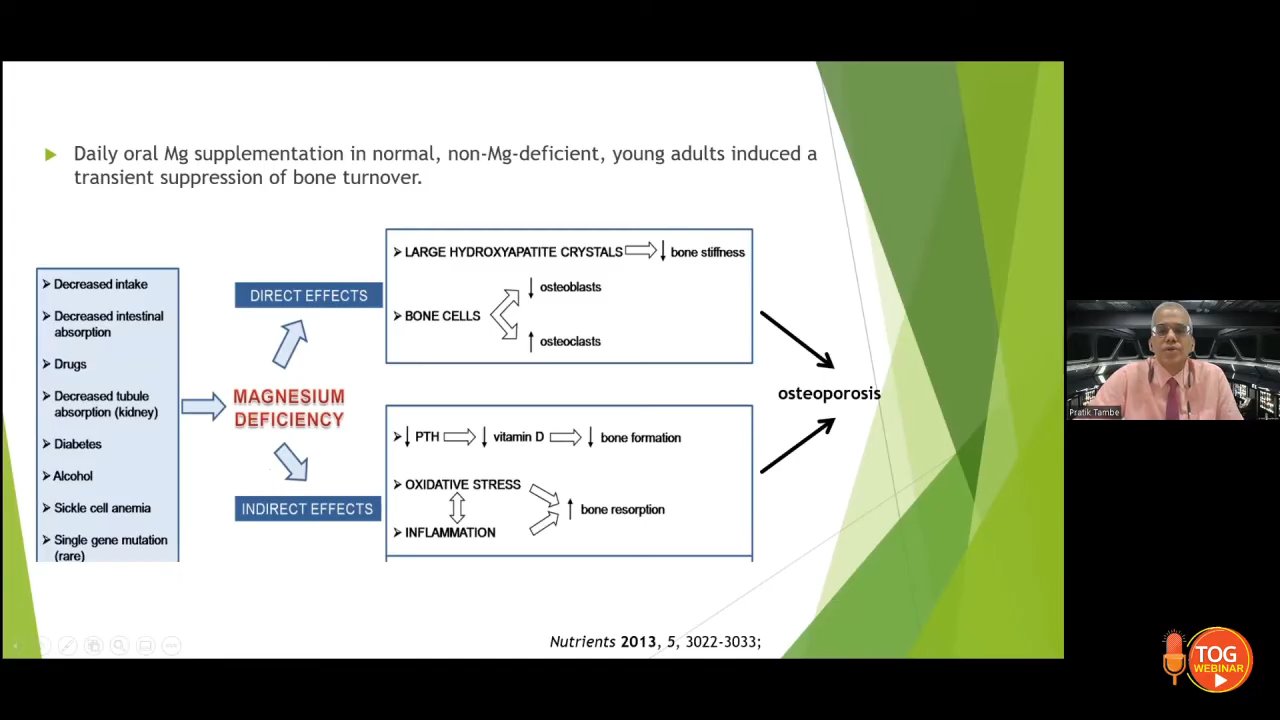 Daily oral Mg supplementation in normal, non-Mg-deficient, young adults induced a
transient suppression of bone turnover.
Decreased intake
Decreased intestinal
absorption
Drugs
Decreased tubule
absorption (kidney)
Diabetes
Alcohol
Sickle cell anemia
Single gene mutation
(rare)
MAGNESIUM
DEFICIENCY
DIRECT EFFECTS
LARGE HYDROXYAPATITE CRYSTALS ⇨ ↓ bone stiffness
↓ osteoblasts
BONE CELLS
↑ osteoclasts
INDIRECT EFFECTS
↓ PTH ⇨ ↓ vitamin D ⇨ ↓ bone formation
OXIDATIVE STRESS
↑ bone resorption
INFLAMMATION
osteoporosis
Nutrients 2013, 5, 3022-3033;
Pratik Tambe
TOG
WEBINAR